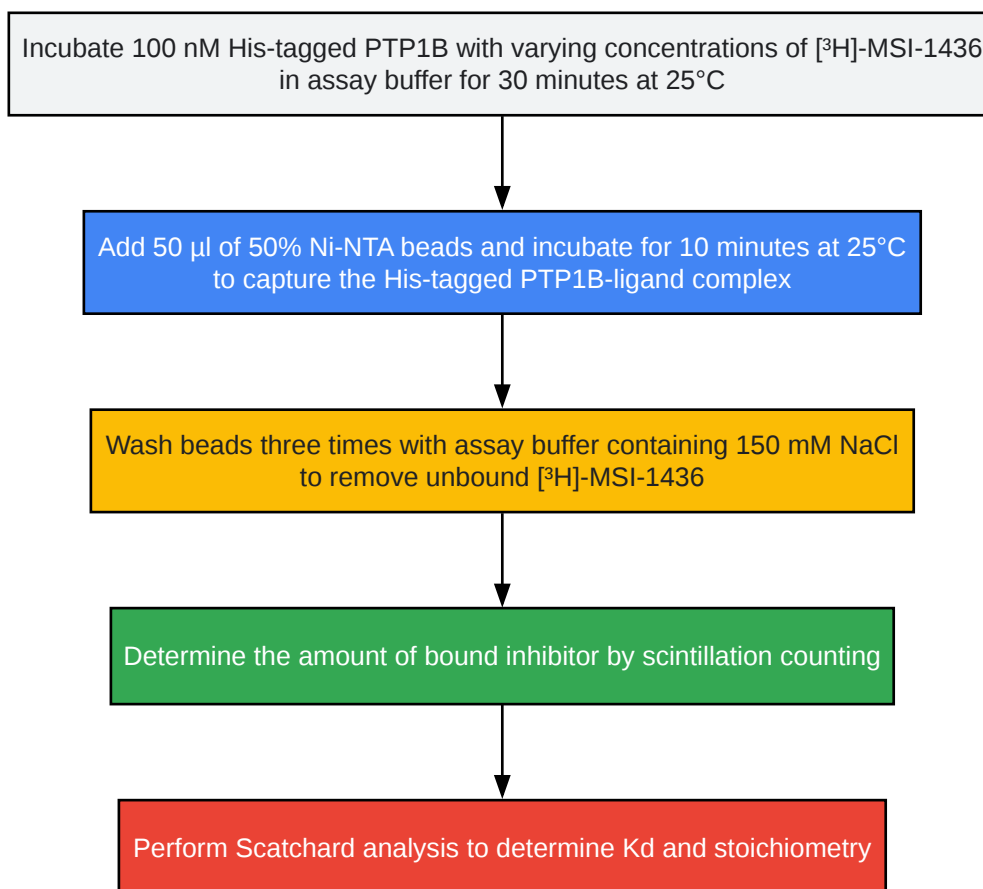 Incubate 100 nM His-tagged PTP1B with varying concentrations of [³H]-MSI-1436
in assay buffer for 30 minutes at 25°C
Add 50 µl of 50% Ni-NTA beads and incubate for 10 minutes at 25°C
to capture the His-tagged PTP1B-ligand complex
Wash beads three times with assay buffer containing 150 mM NaCl
to remove unbound [³H]-MSI-1436
Determine the amount of bound inhibitor by scintillation counting
Perform Scatchard analysis to determine Kd and stoichiometry